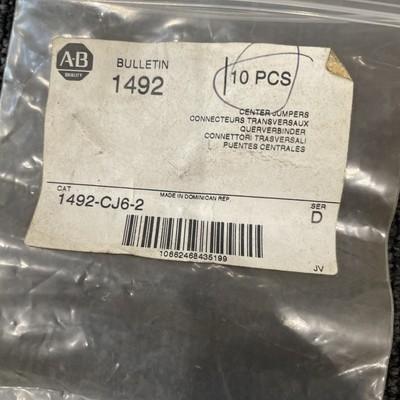 A-B
QUALITY
BULLETIN
1492
10 PCS
CENTER JUMPERS
CONNECTEURS TRANSVERSAUX
QUERVERBINDER
CONNETTORI TRASVERSALI
PUENTES CENTRALES
CAT
1492-CJ6-2
MADE IN DOMINICAN REP.
SER
D
10662468435199
JV